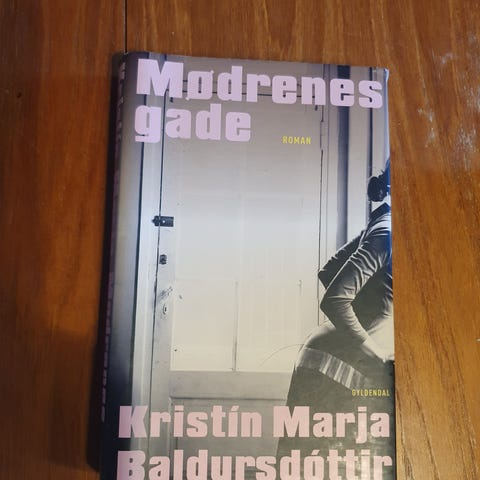 Mødrenes
gade
ROMAN
GYLDENDAL
Kristín Marja
Baldursdóttir